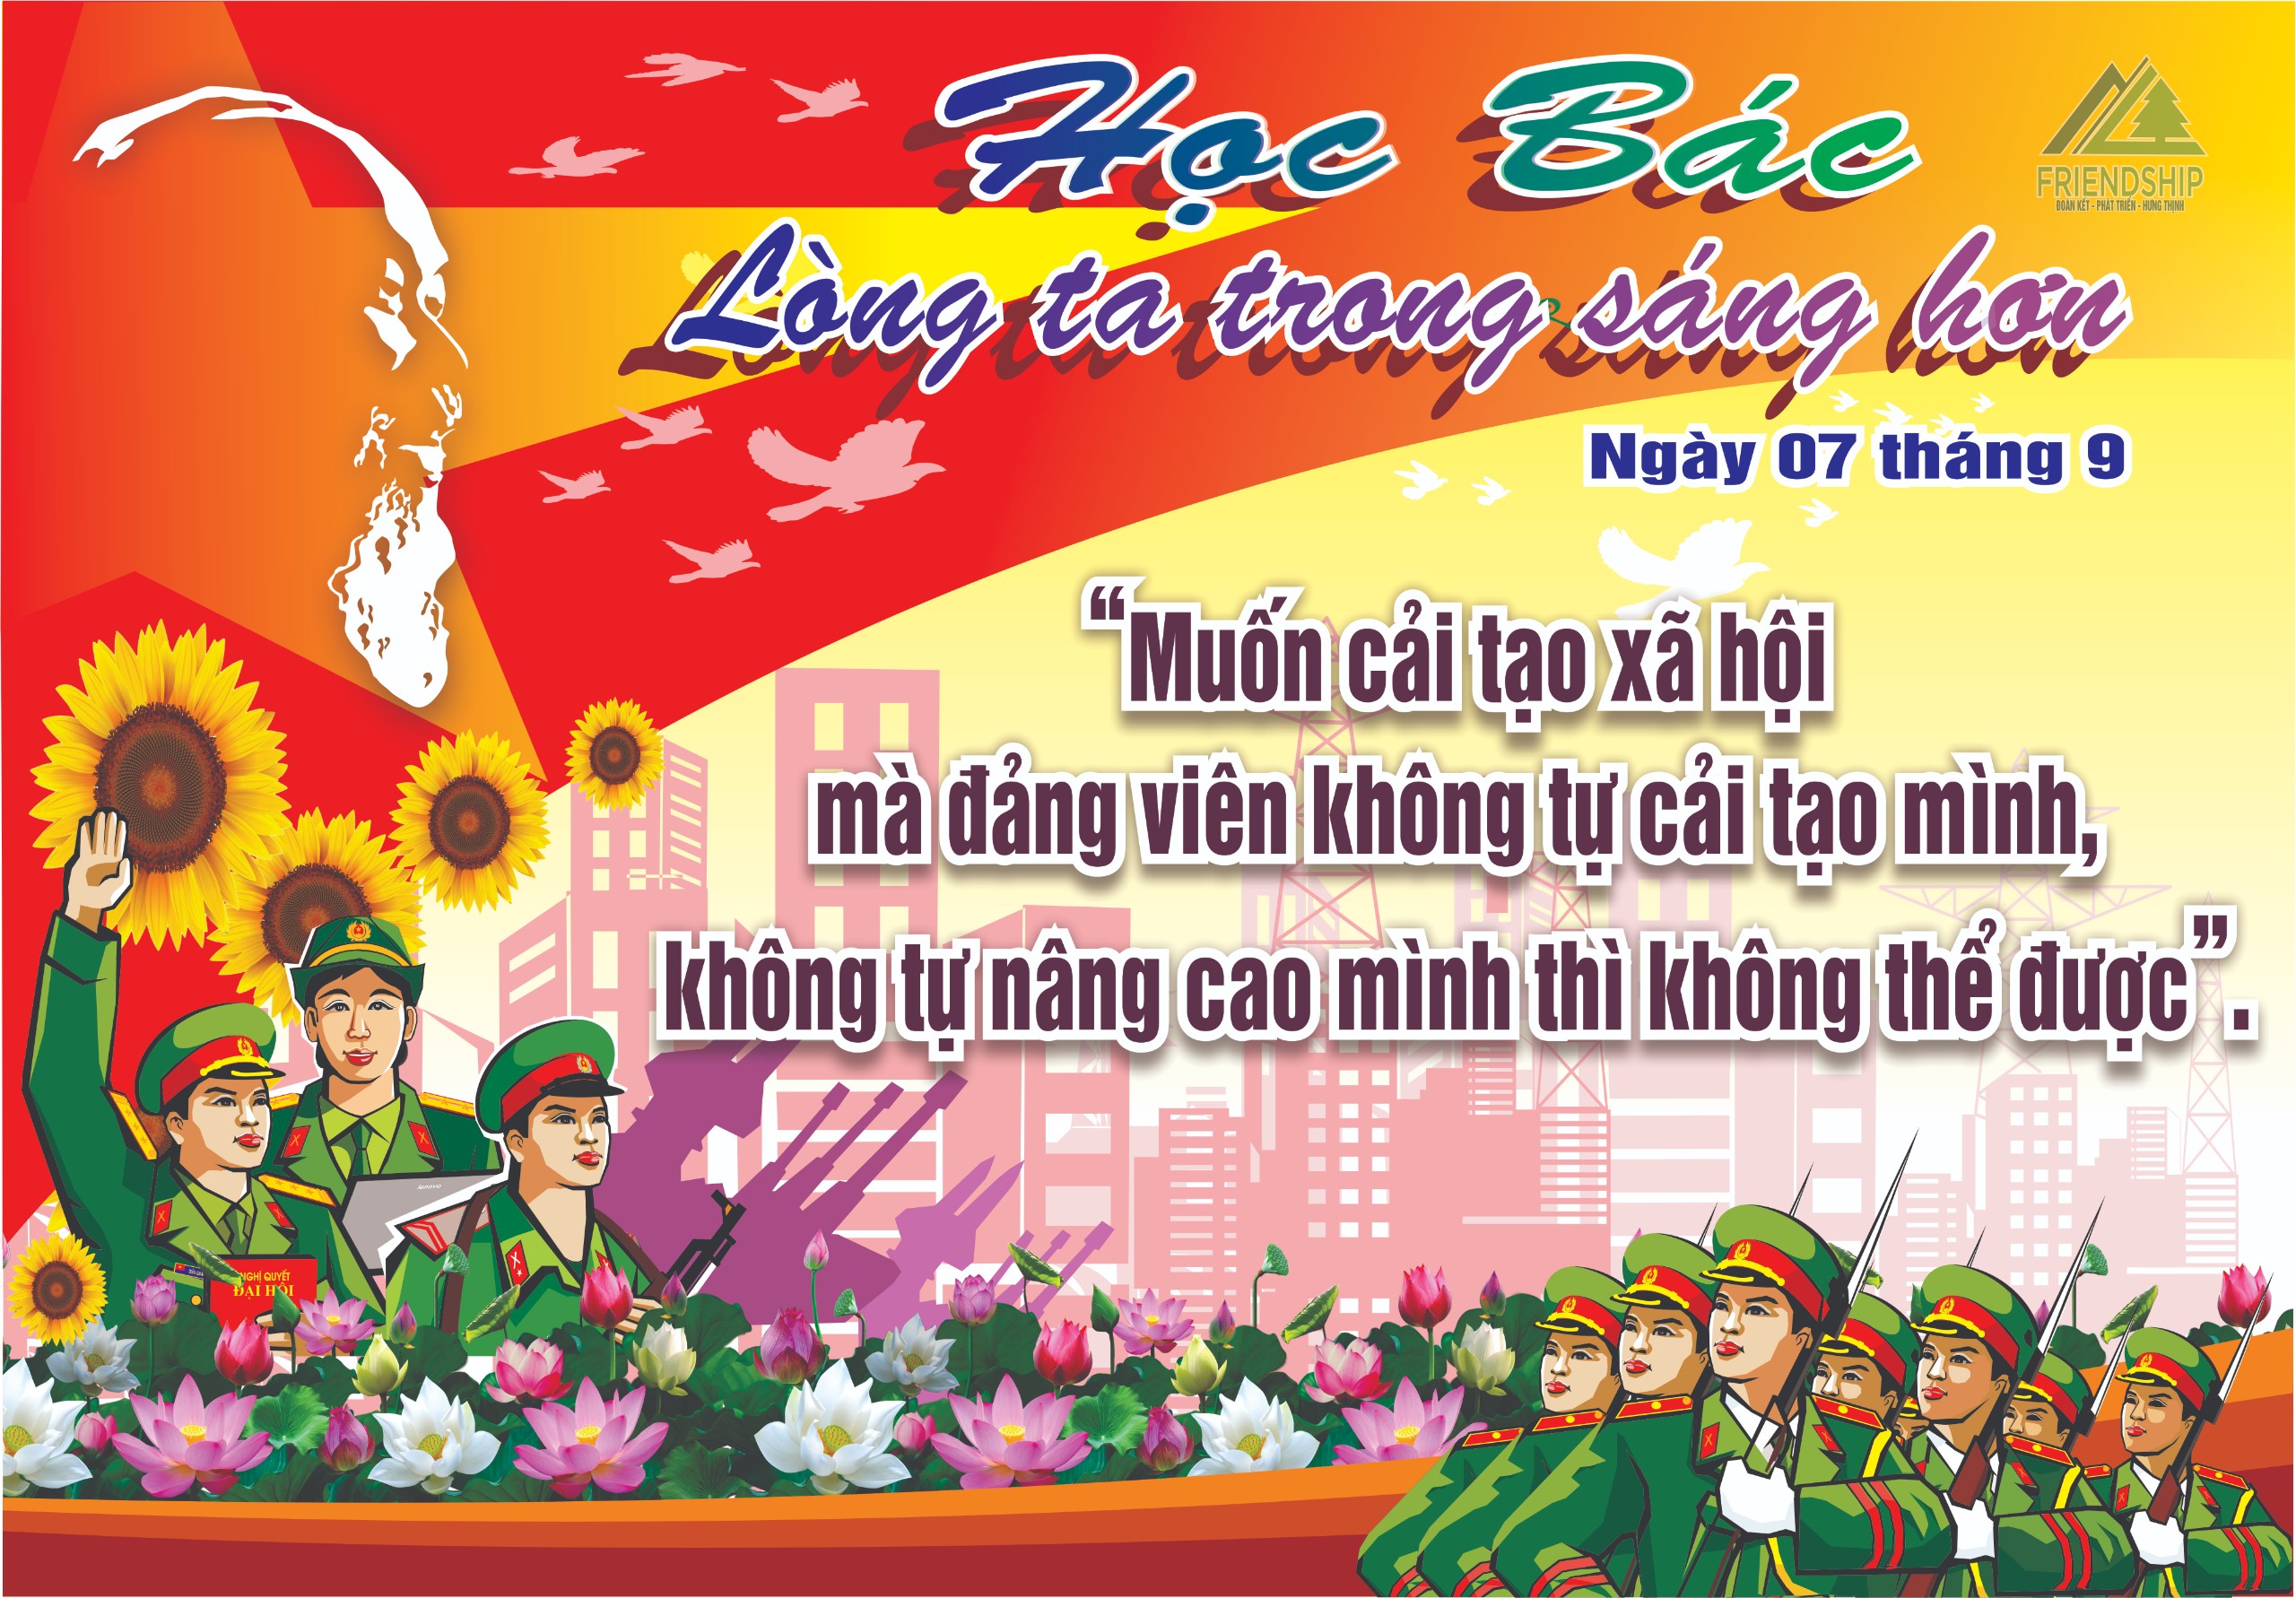 Học Bác
FRIENDSHIP
ĐOÀN KẾT - PHÁT TRIỂN - HƯNG THỊNH
Lòng ta trong sáng hơn
Ngày 07 tháng 9
“Muốn cải tạo xã hội
mà đảng viên không tự cải tạo mình,
không tự nâng cao mình thì không thể được”.
lenovo
NGHỊ QUYẾT
ĐẠI HỘI